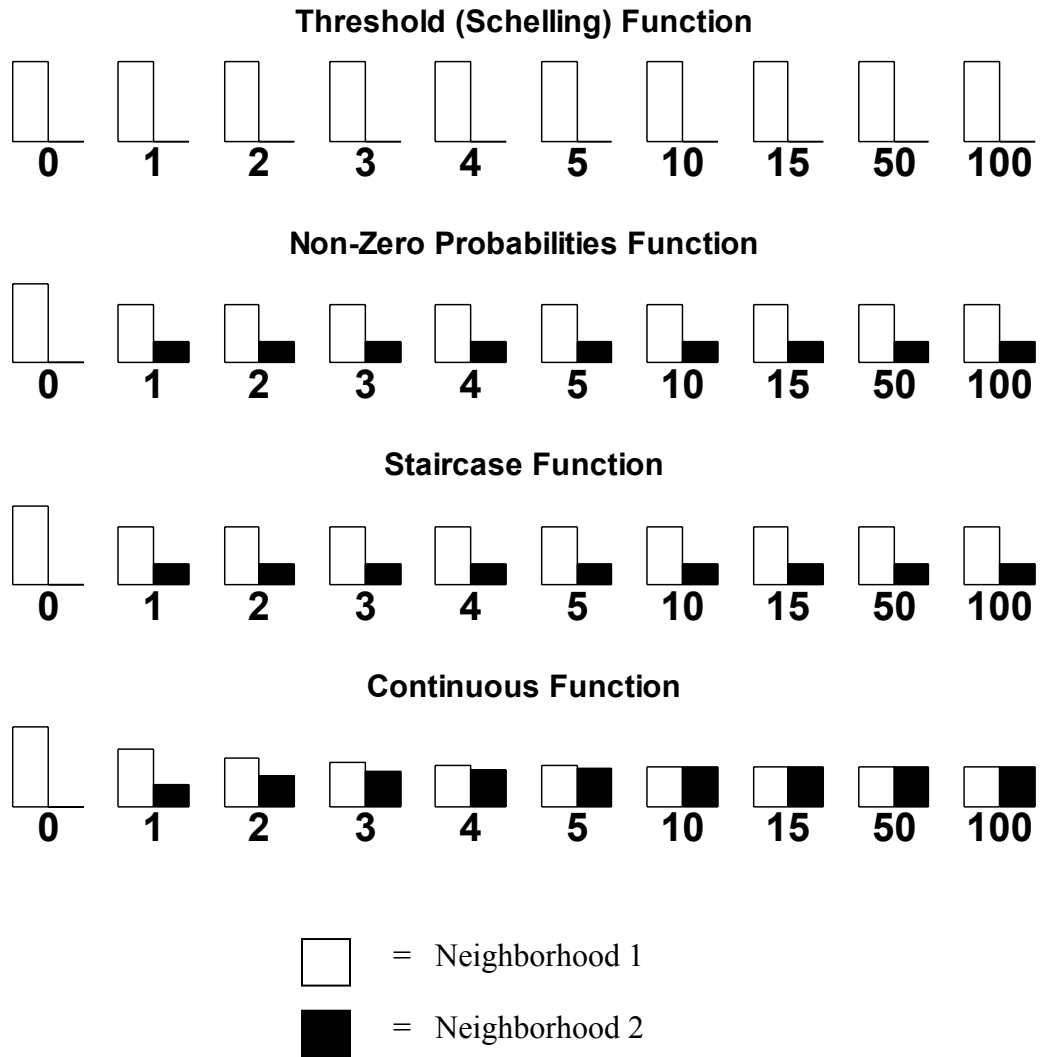 Threshold (Schelling) Function
0 1 2 3 4 5 10 15 50 100
Non-Zero Probabilities Function
0 1 2 3 4 5 10 15 50 100
Staircase Function
0 1 2 3 4 5 10 15 50 100
Continuous Function
0 1 2 3 4 5 10 15 50 100
= Neighborhood 1
= Neighborhood 2